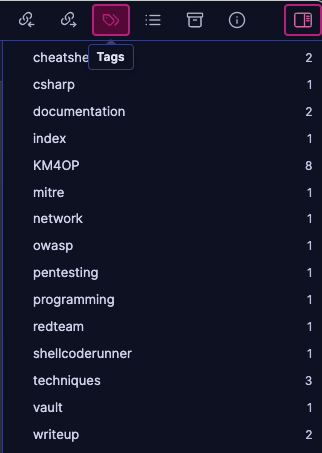 Tags
cheatshe 2
csharp 1
documentation 2
index 1
KM4OP 8
mitre 1
network 1
owasp 1
pentesting 1
programming 1
redteam 1
shellcoderunner 1
techniques 3
vault 1
writeup 2